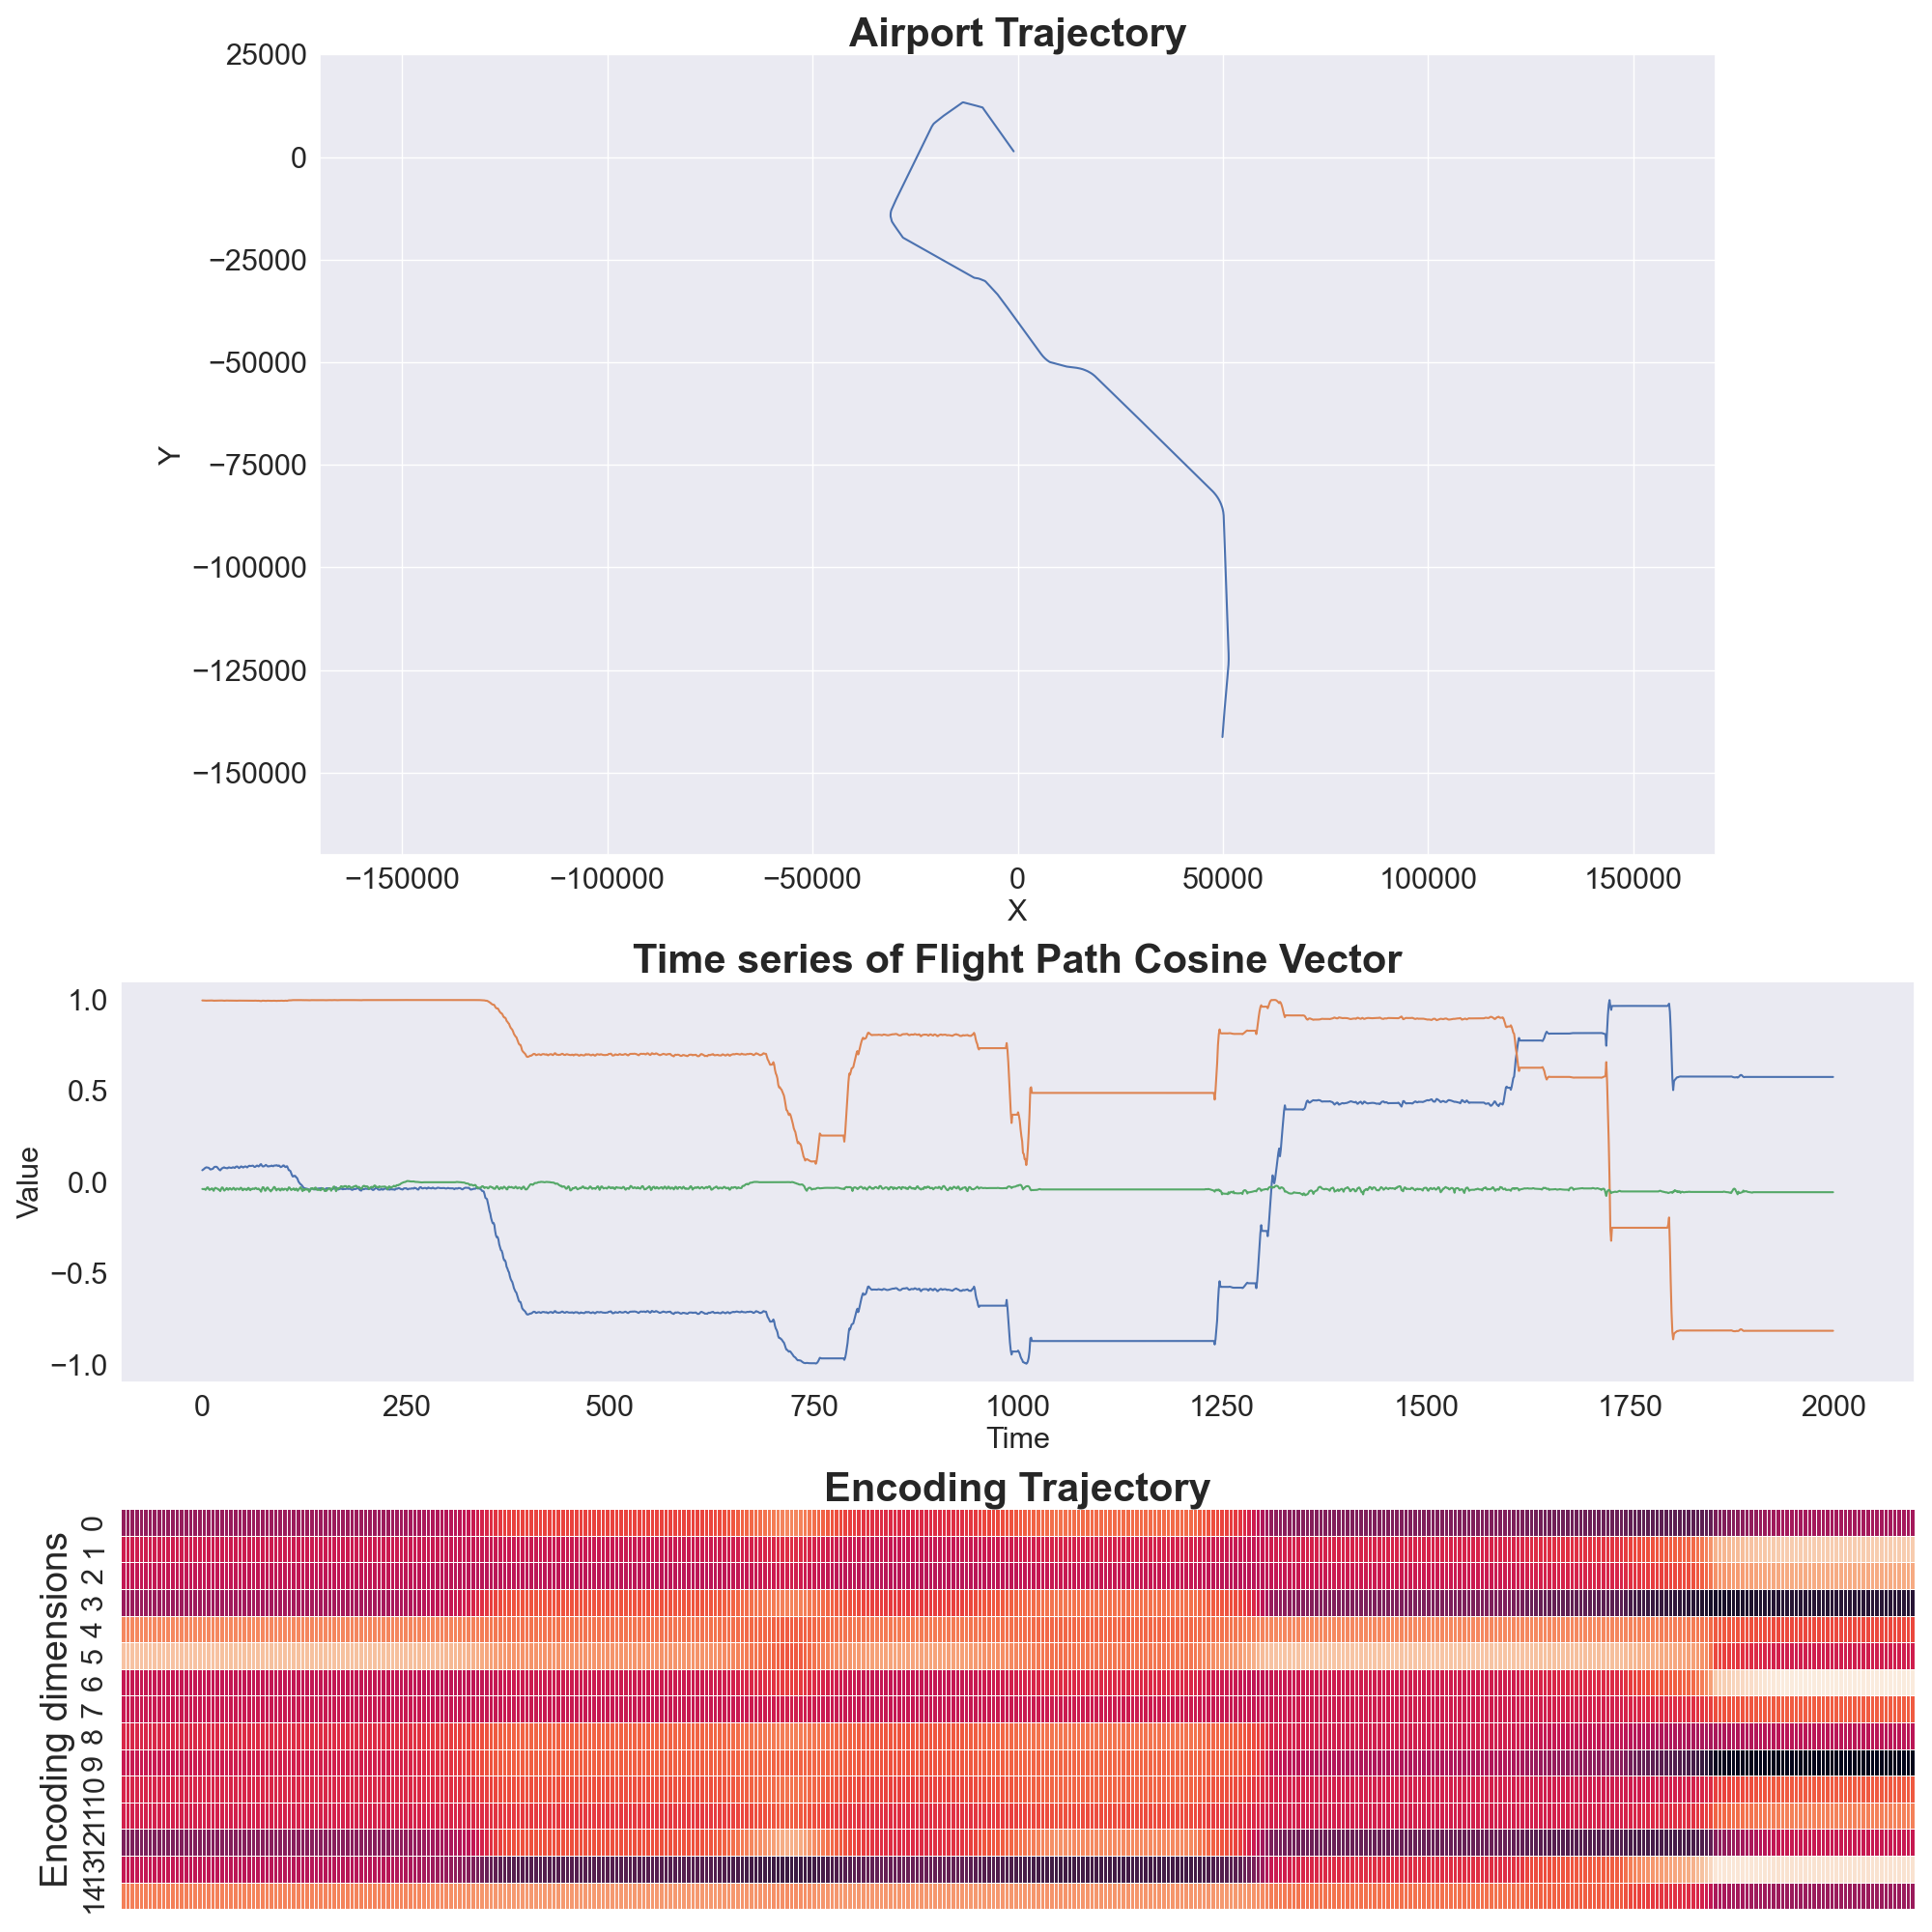 Airport Trajectory
25000
0
−25000
−50000
−75000
−100000
−125000
−150000
Y
−150000 −100000 −50000 0 50000 100000 150000
X
Time series of Flight Path Cosine Vector
1.0
0.5
0.0
−0.5
−1.0
Value
0 250 500 750 1000 1250 1500 1750 2000
Time
Encoding Trajectory
Encoding dimensions
0
1
2
3
4
5
6
7
8
9
10
11
12
13
14